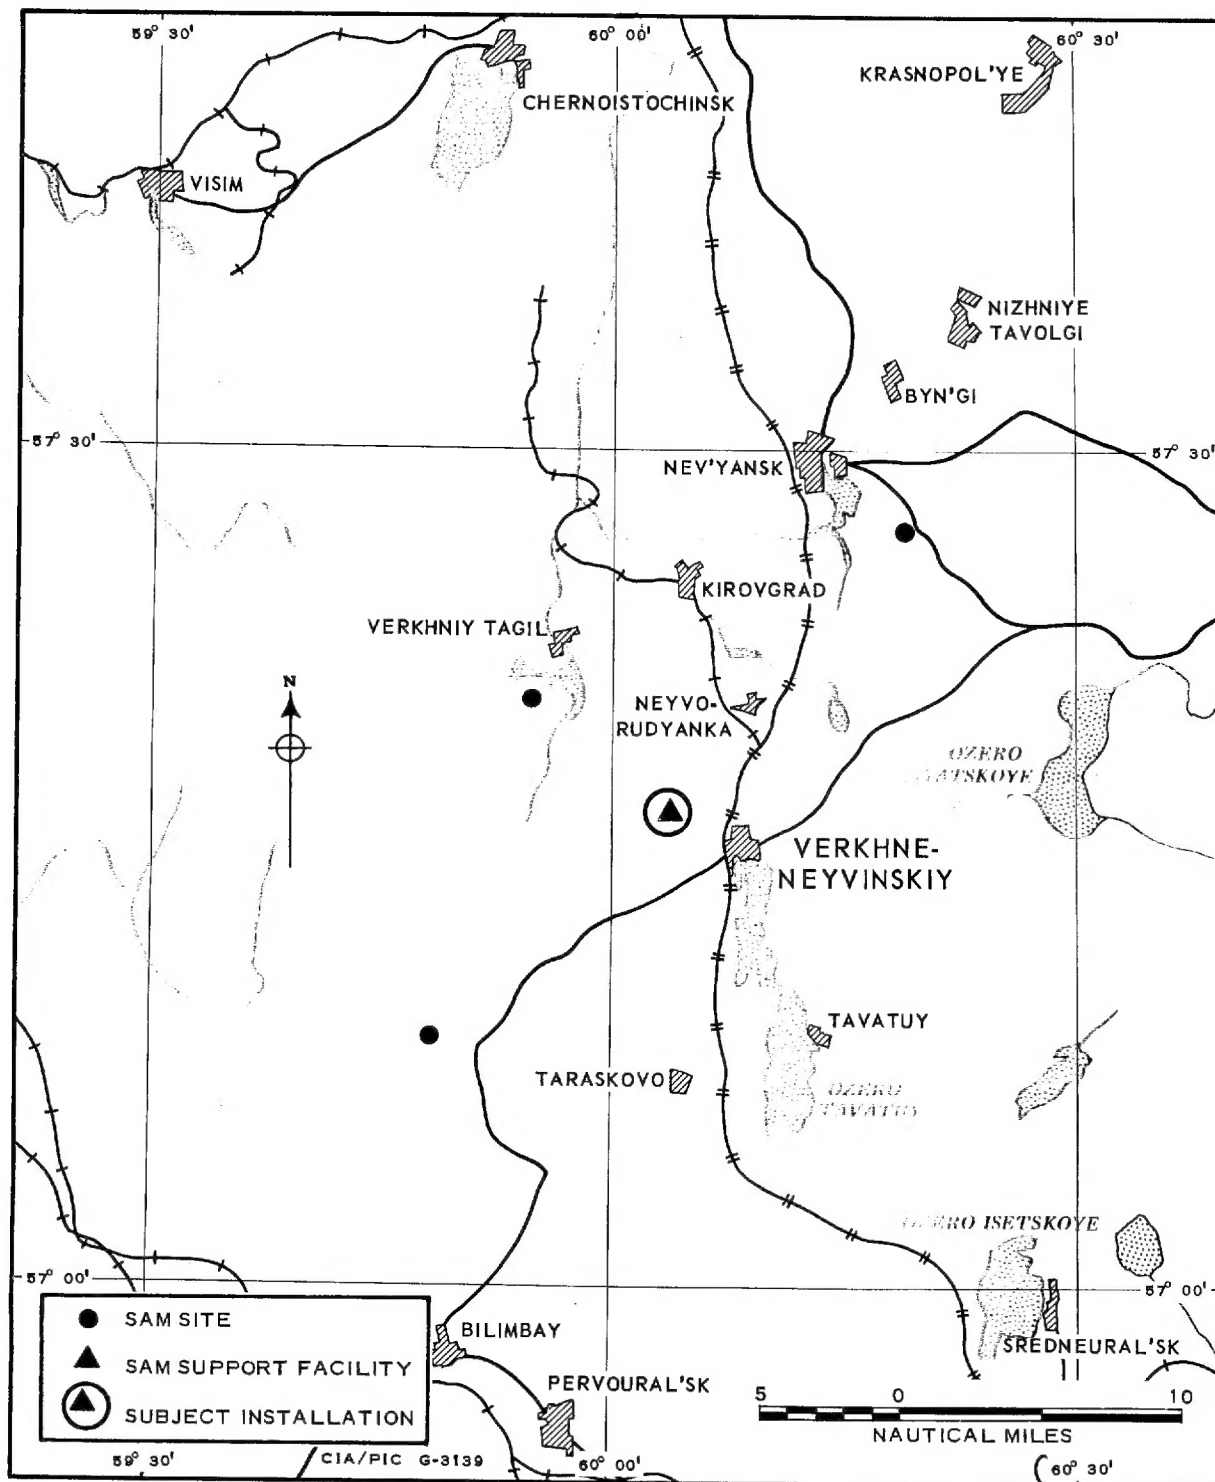 59° 30'
60° 00'
60° 30'
KRASNOPOL'YE
CHERNOISTOCHINSK
VISIM
NIZHNIYE
TAVOLGI
BYN'GI
57° 30'
57° 30'
NEV'YANSK
KIROVGRAD
VERKHNIY TAGIL
N
NEYVO-
RUDYANKA
OZERO
VERKHNE-
NEYVINSKIY
TAVATUY
TARASKOVO
OZERO
TAVATUY
OZERO ISETSKOYE
57° 00'
57° 00'
SAM SITE
SAM SUPPORT FACILITY
SUBJECT INSTALLATION
BILIMBAY
PERVOURAL'SK
SREDNEURAL'SK
5 0 10
NAUTICAL MILES
59° 30'
CIA/PIC G-3139
60° 00'
60° 30'